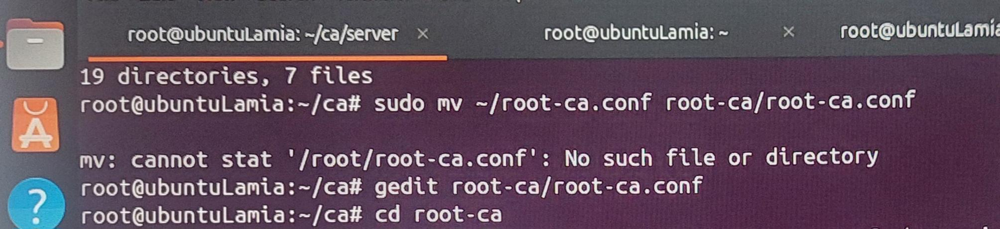 root@ubuntuLamia: ~/ca/server × root@ubuntuLamia: ~ × root@ubuntuLamia
19 directories, 7 files
root@ubuntuLamia:~/ca# sudo mv ~/root-ca.conf root-ca/root-ca.conf
mv: cannot stat '/root/root-ca.conf': No such file or directory
root@ubuntuLamia:~/ca# gedit root-ca/root-ca.conf
root@ubuntuLamia:~/ca# cd root-ca